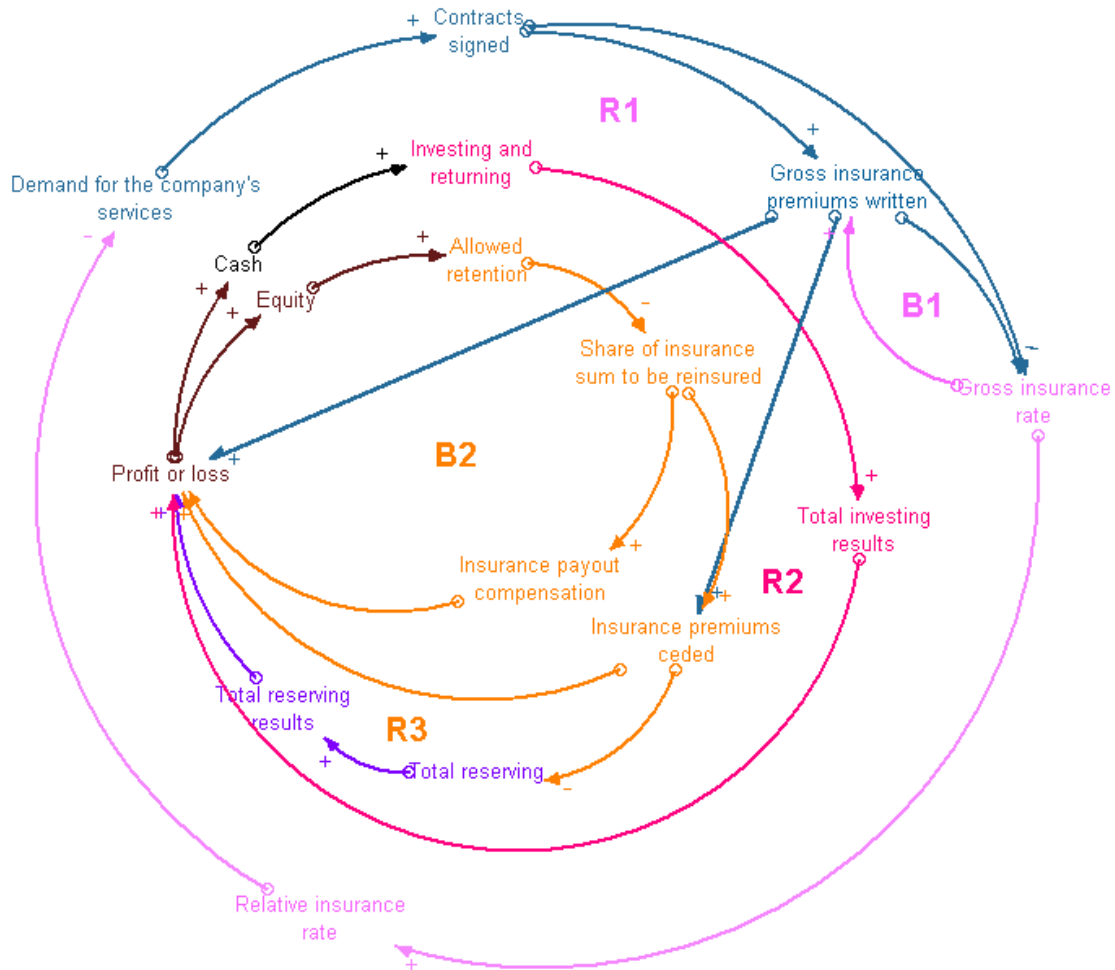 Contracts
signed
+
R1
Investing and
returning
+
+
Gross insurance
premiums written
Demand for the company's
services
-
+
Allowed
retention
+
Cash
Equity
+
+
B1
-
Share of insurance
sum to be reinsured
-
Gross insurance
rate
B2
+
Profit or loss
+
+
+
+
Total investing
results
+
Insurance payout
compensation
R2
+
+
Insurance premiums
ceded
Total reserving
results
R3
+
Total reserving
-
Relative insurance
rate
+